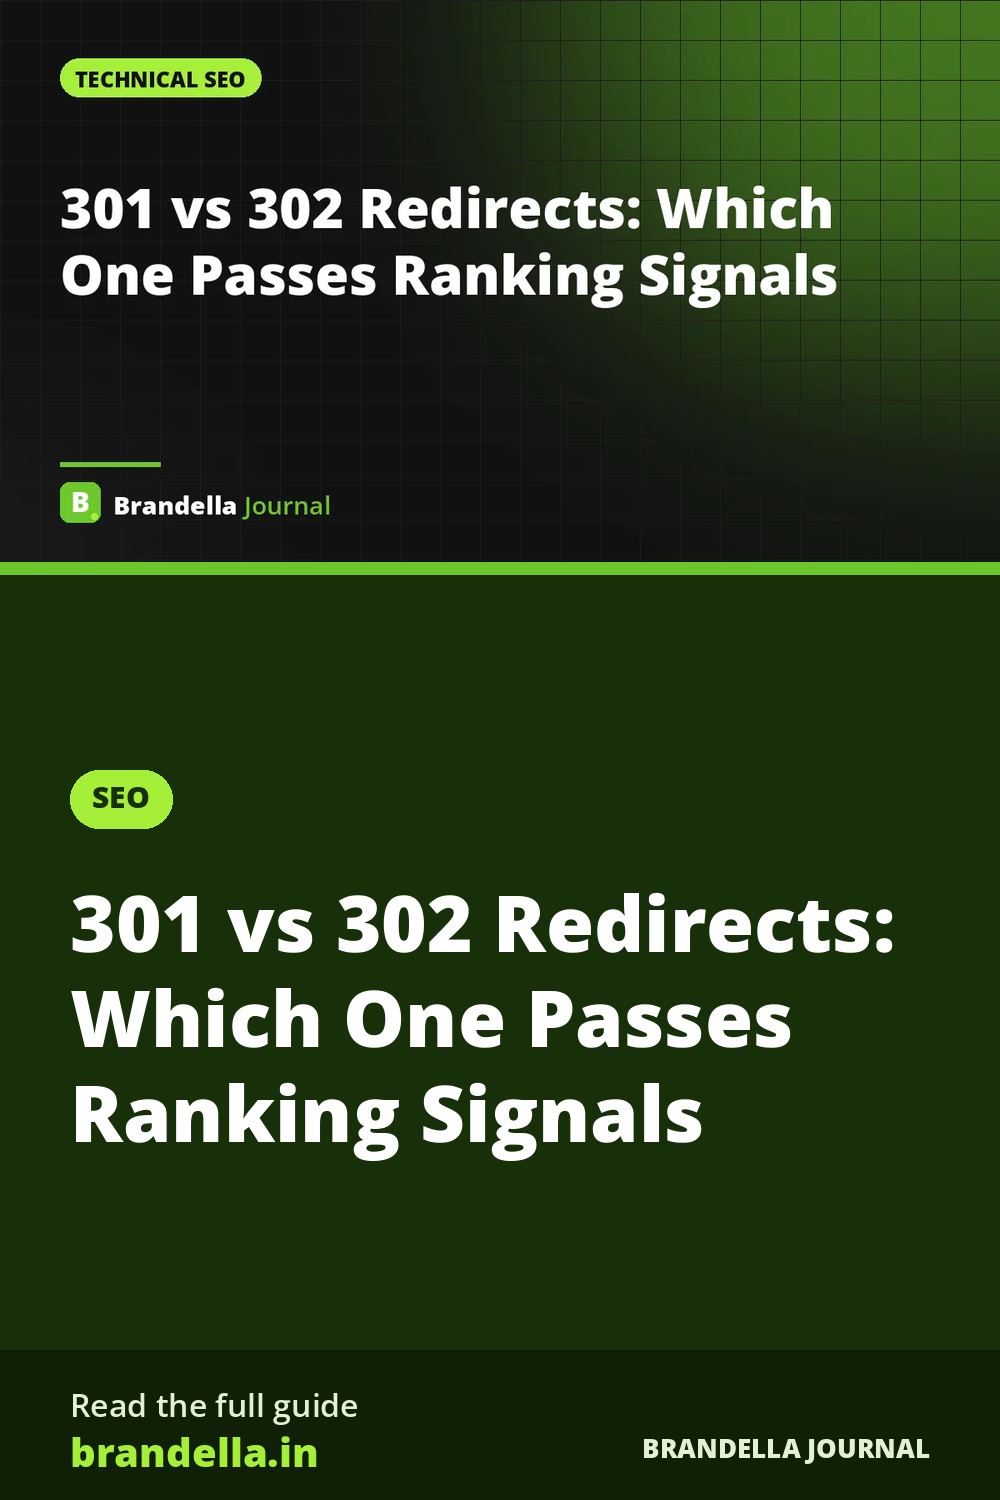 TECHNICAL SEO
301 vs 302 Redirects: Which
One Passes Ranking Signals
B
Brandella Journal
SEO
301 vs 302 Redirects:
Which One Passes
Ranking Signals
Read the full guide
brandella.in
BRANDELLA JOURNAL